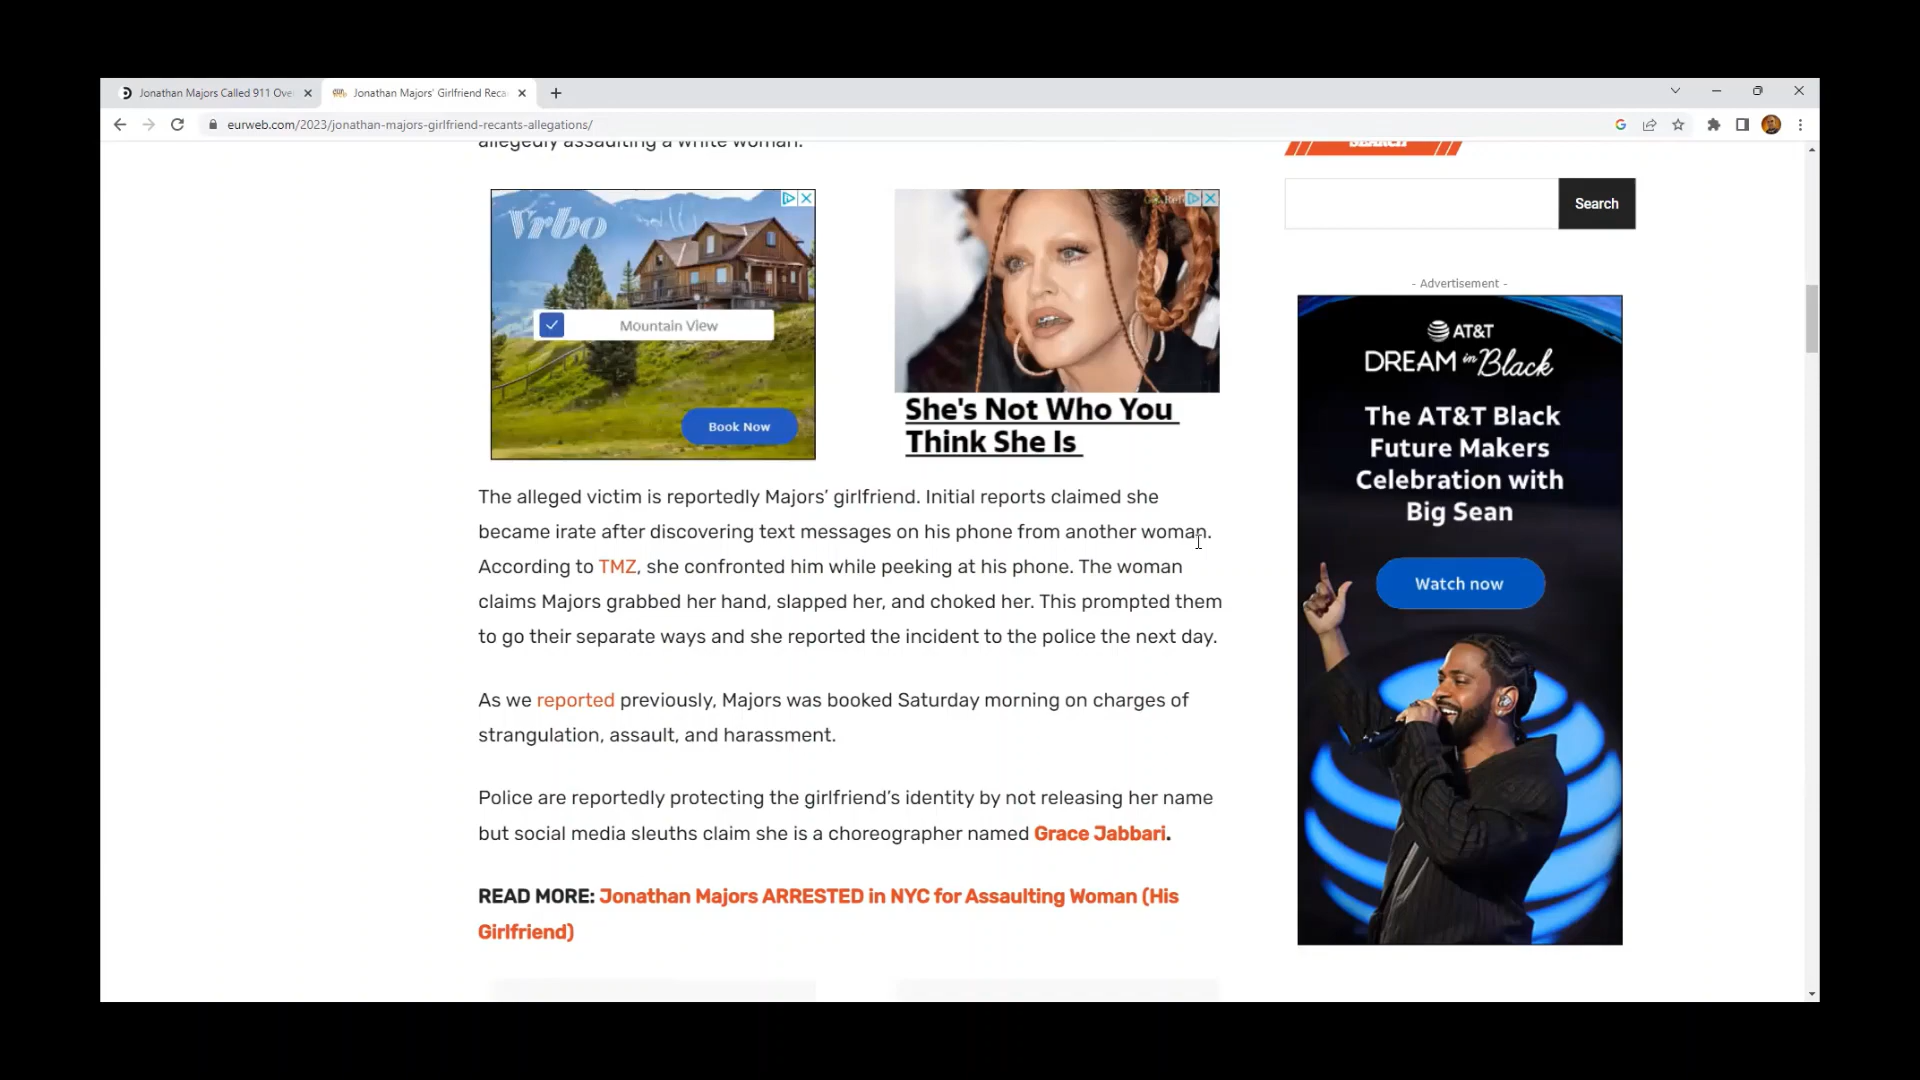 Jonathan Majors Called 911 Ove
Jonathan Majors' Girlfriend Reca
eurweb.com/2023/jonathan-majors-girlfriend-recants-allegations/
allegedly assaulting a white woman.
SEARCH
Search
Vrbo
Mountain View
Book Now
She's Not Who You
Think She Is
- Advertisement -
AT&T
DREAM in Black
The AT&T Black
Future Makers
Celebration with
Big Sean
Watch now
The alleged victim is reportedly Majors’ girlfriend. Initial reports claimed she
became irate after discovering text messages on his phone from another woman.
According to TMZ, she confronted him while peeking at his phone. The woman
claims Majors grabbed her hand, slapped her, and choked her. This prompted them
to go their separate ways and she reported the incident to the police the next day.
As we reported previously, Majors was booked Saturday morning on charges of
strangulation, assault, and harassment.
Police are reportedly protecting the girlfriend’s identity by not releasing her name
but social media sleuths claim she is a choreographer named Grace Jabbari.
READ MORE: Jonathan Majors ARRESTED in NYC for Assaulting Woman (His
Girlfriend)